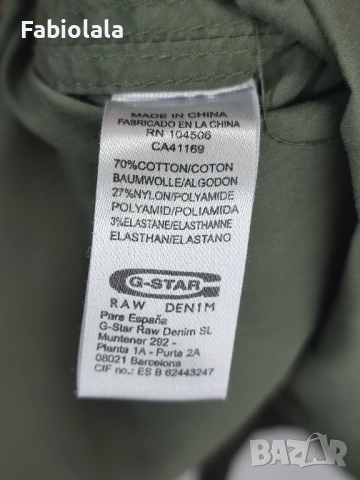 Fabiolala
MADE IN CHINA
FABRICADO EN LA CHINA
RN 104506
CA41169
70%COTTON/COTON
BAUMWOLLE/ALGODON
27%NYLON/POLYAMIDE
POLYAMID/POLIAMIDA
3%ELASTANE/ELASTHANNE
ELASTHAN/ELASTANO
G-STAR
RAW DENIM
Para España
G-Star Raw Denim SL
Muntener 292 -
Planta 1A - Purta 2A
08021 Barcelona
CIF no.: ES B 62443247
BAZAR